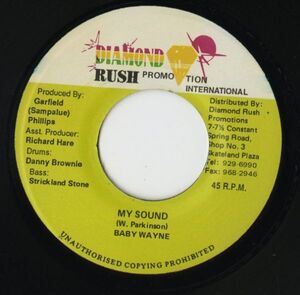 DIAMOND
RUSH PROMOTION
INTERNATIONAL
Produced By:
Garfield
(Sampalue)
Phillips
Asst. Producer:
Richard Hare
Drums:
Danny Brownie
Bass:
Strickland Stone
Distributed By:
Diamond Rush
Promotions
7-7½ Constant
Spring Road,
Shop No. 3
Skateland Plaza
Tel: 929 6990
Fax: 968 2946
45 R.P.M.
MY SOUND
(W. Parkinson)
BABY WAYNE
UNAUTHORISED COPYING PROHIBITED